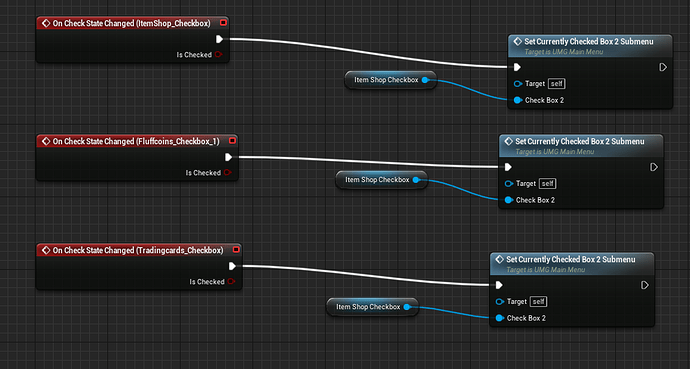 On Check State Changed (ItemShop_Checkbox)
Is Checked
Item Shop Checkbox
Set Currently Checked Box 2 Submenu
Target is UMG Main Menu
Target self
Check Box 2
On Check State Changed (Fluffcoins_Checkbox_1)
Is Checked
Item Shop Checkbox
Set Currently Checked Box 2 Submenu
Target is UMG Main Menu
Target self
Check Box 2
On Check State Changed (Tradingcards_Checkbox)
Is Checked
Item Shop Checkbox
Set Currently Checked Box 2 Submenu
Target is UMG Main Menu
Target self
Check Box 2